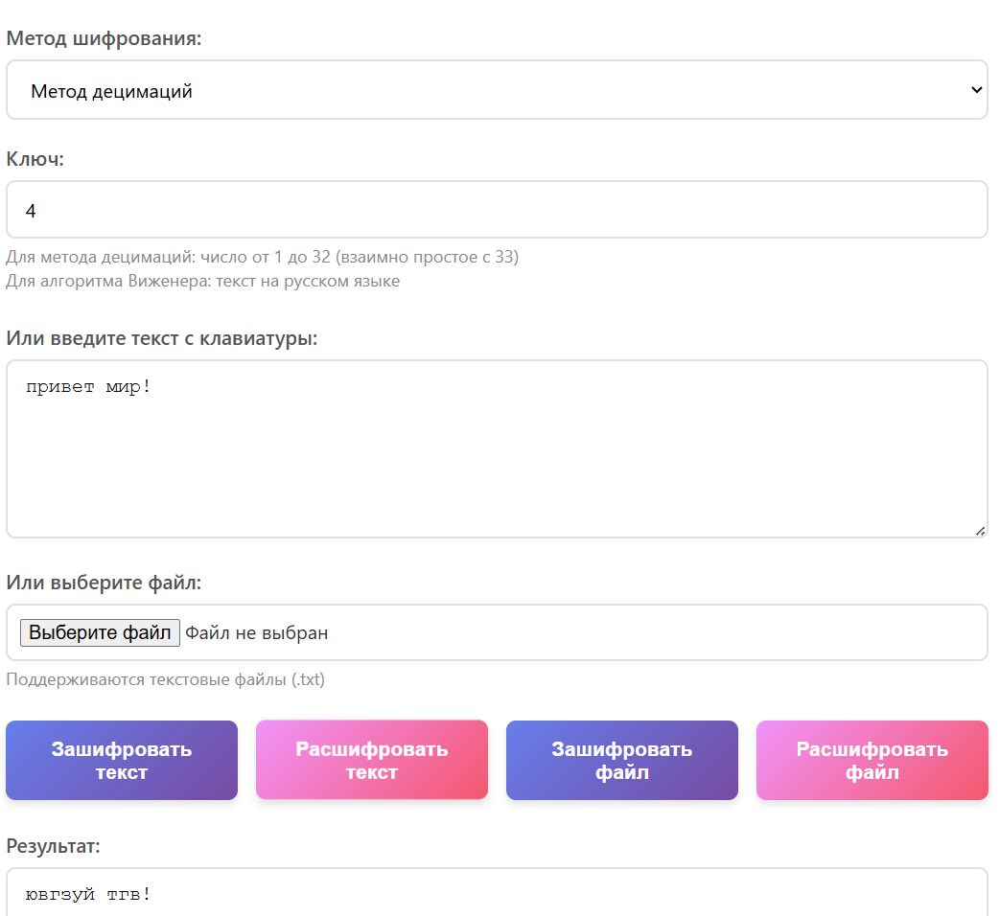 Метод шифрования:
Метод децимаций
Ключ:
4
Для метода децимаций: число от 1 до 32 (взаимно простое с 33)
Для алгоритма Виженера: текст на русском языке
Или введите текст с клавиатуры:
привет мир!
Или выберите файл:
Выберите файл Файл не выбран
Поддерживаются текстовые файлы (.txt)
Зашифровать текст
Расшифровать текст
Зашифровать файл
Расшифровать файл
Результат:
ювгзуй тгв!